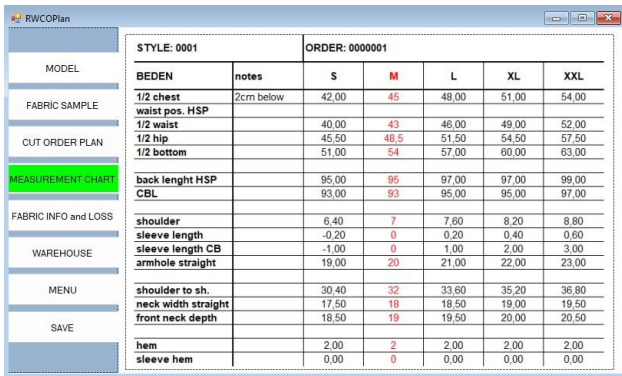 RWCOPlan
MODEL
FABRİC SAMPLE
CUT ORDER PLAN
MEASUREMENT CHART
FABRIC INFO and LOSS
WAREHOUSE
MENU
SAVE
STYLE: 0001 ORDER: 0000001
BEDEN notes S M L XL XXL
1/2 chest 2cm below 42,00 45 48,00 51,00 54,00
waist pos. HSP
1/2 waist 40,00 43 46,00 49,00 52,00
1/2 hip 45,50 48,5 51,50 54,50 57,50
1/2 bottom 51,00 54 57,00 60,00 63,00
back lenght HSP 95,00 95 97,00 97,00 99,00
CBL 93,00 93 95,00 95,00 97,00
shoulder 6,40 7 7,60 8,20 8,80
sleeve length -0,20 0 0,20 0,40 0,60
sleeve length CB -1,00 0 1,00 2,00 3,00
armhole straight 19,00 20 21,00 22,00 23,00
shoulder to sh. 30,40 32 33,60 35,20 36,80
neck width straight 17,50 18 18,50 19,00 19,50
front neck depth 18,50 19 19,50 20,00 20,50
hem 2,00 2 2,00 2,00 2,00
sleeve hem 0,00 0 0,00 0,00 0,00